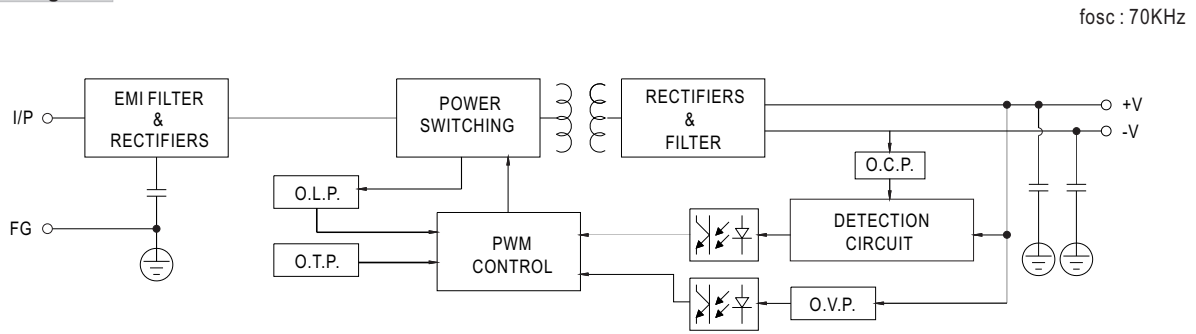 fosc : 70KHz
I/P
EMI FILTER
&
RECTIFIERS
POWER
SWITCHING
RECTIFIERS
&
FILTER
+V
-V
O.C.P.
O.L.P.
FG
PWM
CONTROL
DETECTION
CIRCUIT
O.T.P.
O.V.P.